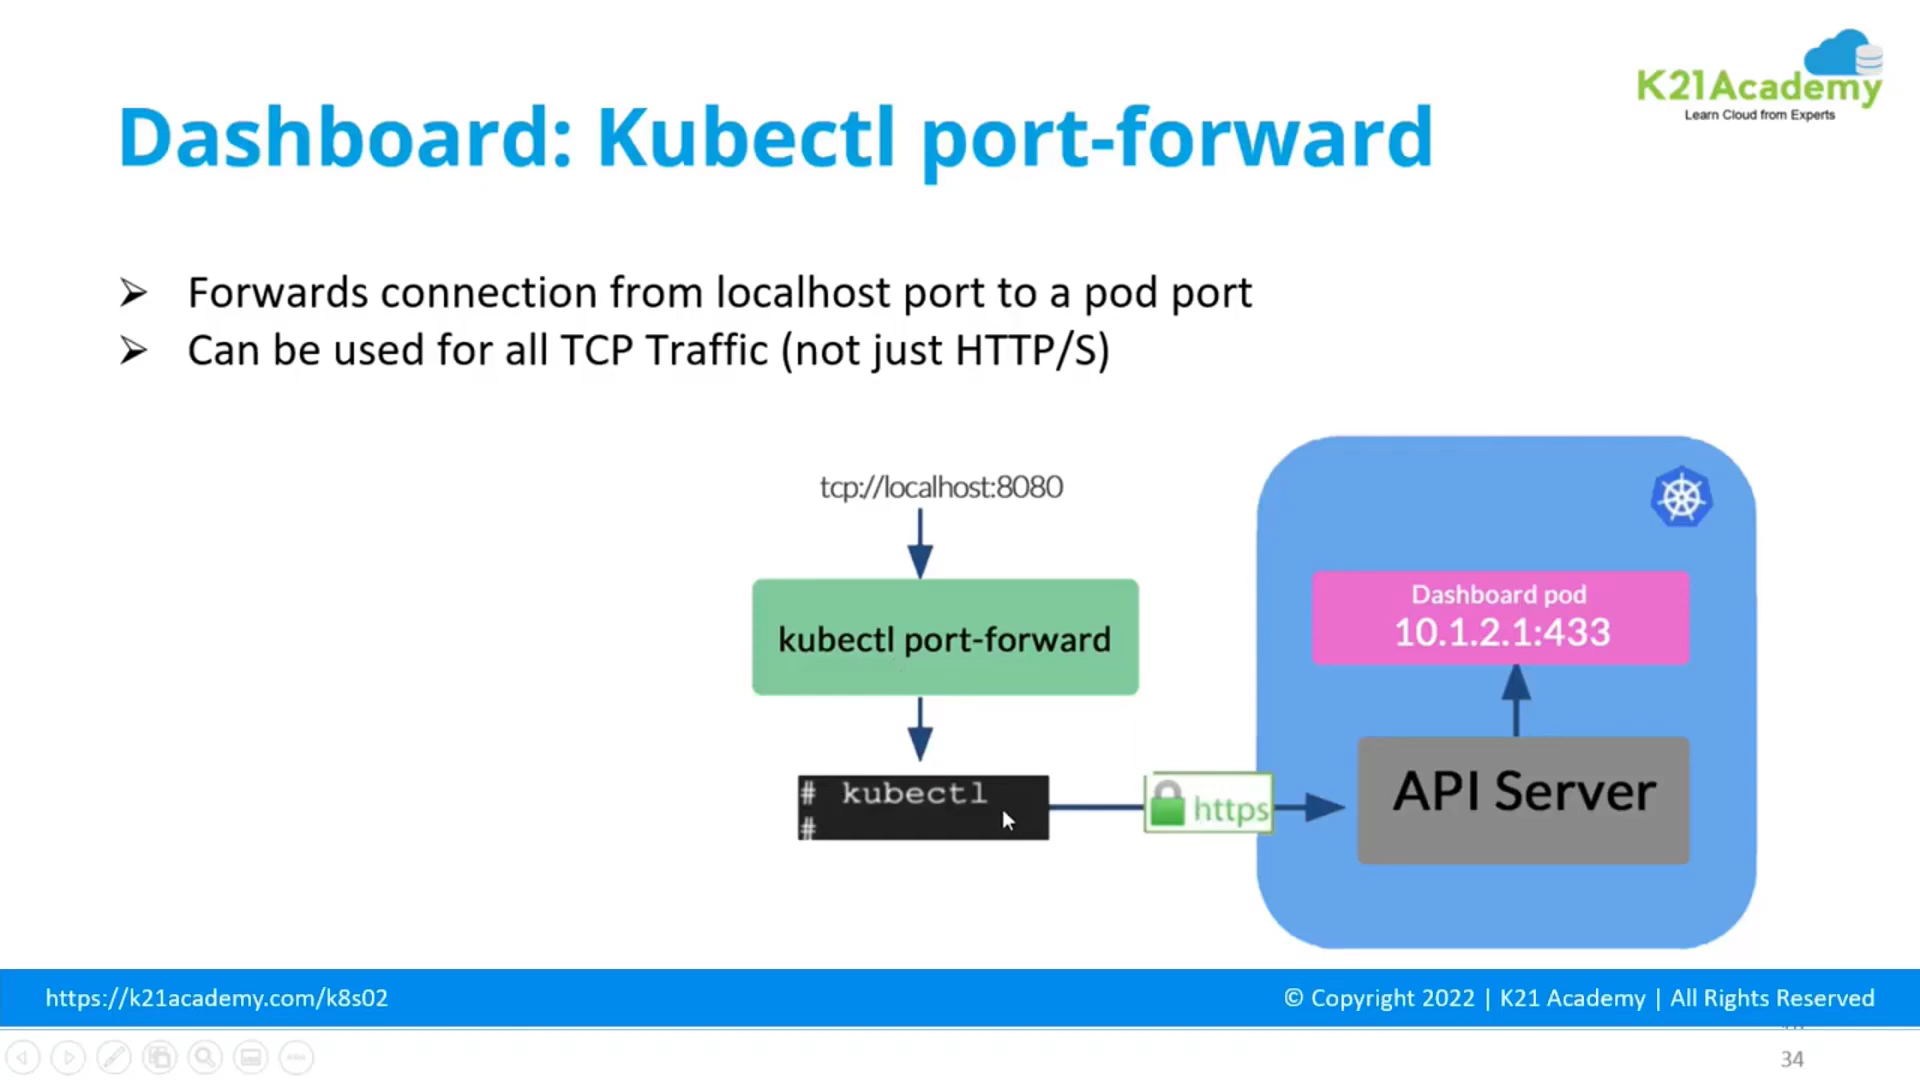 K21Academy
Learn Cloud from Experts
Dashboard: Kubectl port-forward
Forwards connection from localhost port to a pod port
Can be used for all TCP Traffic (not just HTTP/S)
tcp://localhost:8080
kubectl port-forward
# kubectl
#
https
Dashboard pod
10.1.2.1:433
API Server
https://k21academy.com/k8s02
© Copyright 2022 | K21 Academy | All Rights Reserved
34